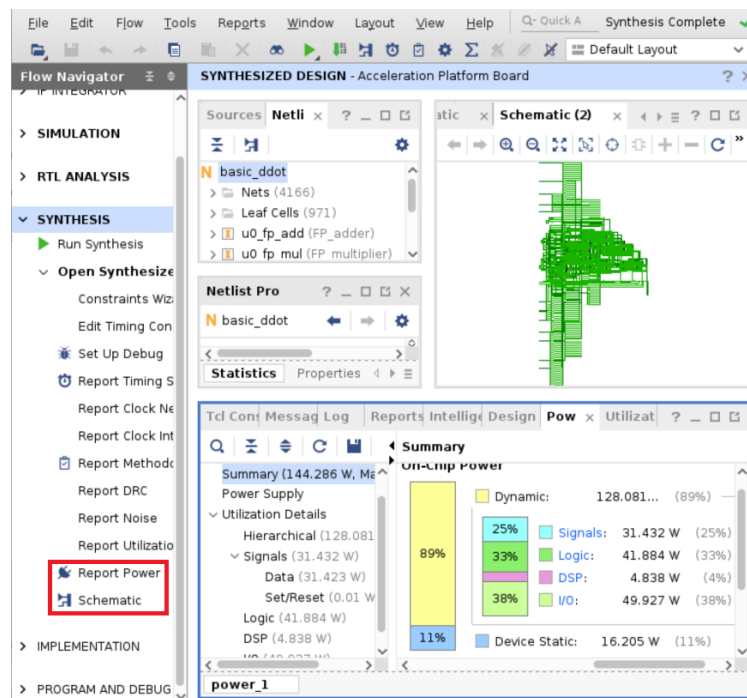 File Edit Flow Tools Reports Window Layout View Help Q- Quick A Synthesis Complete
Default Layout
Flow Navigator
SYNTHESIZED DESIGN - Acceleration Platform Board
IP INTEGRATOR
SIMULATION
RTL ANALYSIS
SYNTHESIS
Run Synthesis
Open Synthesize
Constraints Wiz
Edit Timing Con
Set Up Debug
Report Timing S
Report Clock Ne
Report Clock Int
Report Methodo
Report DRC
Report Noise
Report Utilizatio
Report Power
Schematic
IMPLEMENTATION
PROGRAM AND DEBUG
Sources Netli
N basic_ddot
Nets (4166)
Leaf Cells (971)
u0_fp_add (FP_adder)
u0_fp_mul (FP_multiplier)
Netlist Pro
N basic_ddot
Statistics Properties
atic Schematic (2)
Tcl Cons Messag Log Reports Intellige Design Pow Utilizat
Summary (144.286 W, Ma
Power Supply
Utilization Details
Hierarchical (128.081
Signals (31.432 W)
Data (31.423 W)
Set/Reset (0.01 W
Logic (41.884 W)
DSP (4.838 W)
I/O (49.927 W)
Summary
On-Chip Power
Dynamic: 128.081... (89%)
89%
25% Signals: 31.432 W (25%)
33% Logic: 41.884 W (33%)
DSP: 4.838 W (4%)
38% I/O: 49.927 W (38%)
11% Device Static: 16.205 W (11%)
power_1